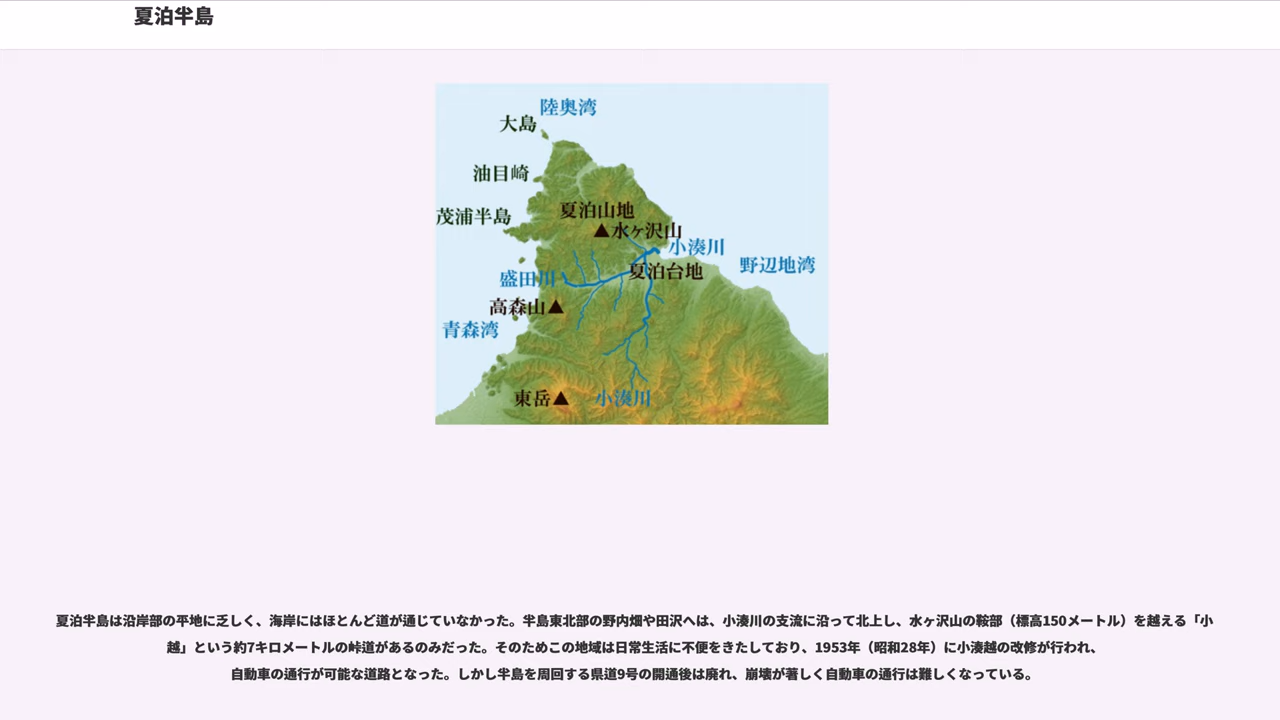 夏泊半島
陸奥湾
大島
油目崎
茂浦半島
夏泊山地
▲水ヶ沢山
小湊川
野辺地湾
夏泊台地
盛田川
高森山▲
青森湾
東岳▲
小湊川
夏泊半島は沿岸部の平地に乏しく、海岸にはほとんど道が通じていなかった。半島東北部の野内畑や田沢へは、小湊川の支流に沿って北上し、水ヶ沢山の鞍部（標高150メートル）を越える「小
越」という約7キロメートルの峠道があるのみだった。そのためこの地域は日常生活に不便をきたしており、1953年（昭和28年）に小湊越の改修が行われ、
自動車の通行が可能な道路となった。しかし半島を周回する県道9号の開通後は廃れ、崩壊が著しく自動車の通行は難しくなっている。